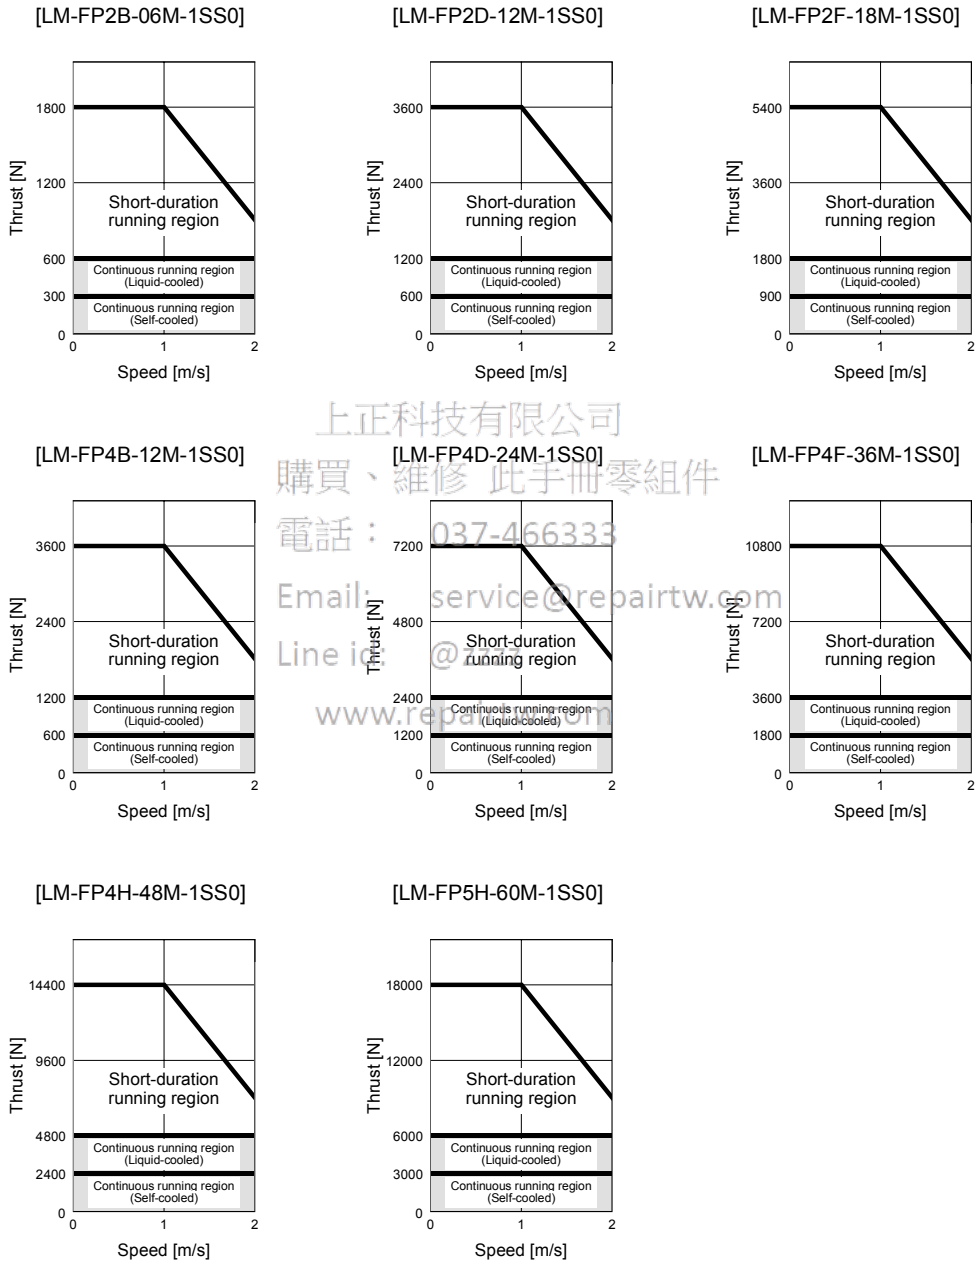 [LM-FP2B-06M-1SS0]
Thrust [N]
1800
1200
600
300
0
Short-duration
running region
Continuous running region
(Liquid-cooled)
Continuous running region
(Self-cooled)
0 1 2
Speed [m/s]
[LM-FP2D-12M-1SS0]
Thrust [N]
3600
2400
1200
600
0
Short-duration
running region
Continuous running region
(Liquid-cooled)
Continuous running region
(Self-cooled)
0 1 2
Speed [m/s]
[LM-FP2F-18M-1SS0]
Thrust [N]
5400
3600
1800
900
0
Short-duration
running region
Continuous running region
(Liquid-cooled)
Continuous running region
(Self-cooled)
0 1 2
Speed [m/s]
上正科技有限公司
購買、維修 此手冊零組件
電話： 037-466333
Email: service@repairtw.com
Line id: @zzzz
www.repairtw.com
[LM-FP4B-12M-1SS0]
Thrust [N]
3600
2400
1200
600
0
Short-duration
running region
Continuous running region
(Liquid-cooled)
Continuous running region
(Self-cooled)
0 1 2
Speed [m/s]
[LM-FP4D-24M-1SS0]
Thrust [N]
7200
4800
2400
1200
0
Short-duration
running region
Continuous running region
(Liquid-cooled)
Continuous running region
(Self-cooled)
0 1 2
Speed [m/s]
[LM-FP4F-36M-1SS0]
Thrust [N]
10800
7200
3600
1800
0
Short-duration
running region
Continuous running region
(Liquid-cooled)
Continuous running region
(Self-cooled)
0 1 2
Speed [m/s]
[LM-FP4H-48M-1SS0]
Thrust [N]
14400
9600
4800
2400
0
Short-duration
running region
Continuous running region
(Liquid-cooled)
Continuous running region
(Self-cooled)
0 1 2
Speed [m/s]
[LM-FP5H-60M-1SS0]
Thrust [N]
18000
12000
6000
3000
0
Short-duration
running region
Continuous running region
(Liquid-cooled)
Continuous running region
(Self-cooled)
0 1 2
Speed [m/s]